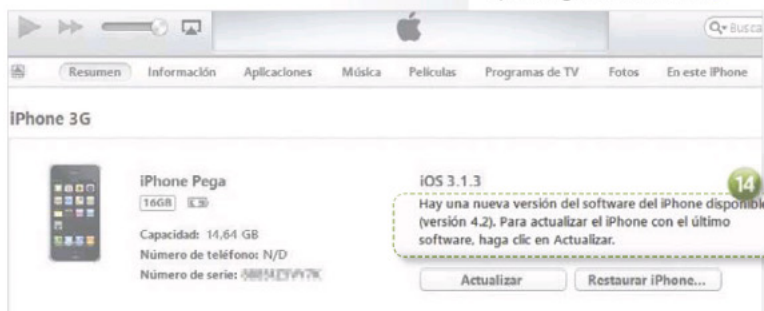 Busca
Resumen Información Aplicaciones Música Películas Programas de TV Fotos En este iPhone
iPhone 3G
iPhone Pega
16GB
Capacidad: 14,64 GB
Número de teléfono: N/D
Número de serie:
iOS 3.1.3
14
Hay una nueva versión del software del iPhone disponible
(versión 4.2). Para actualizar el iPhone con el último
software, haga clic en Actualizar.
Actualizar Restaurar iPhone...